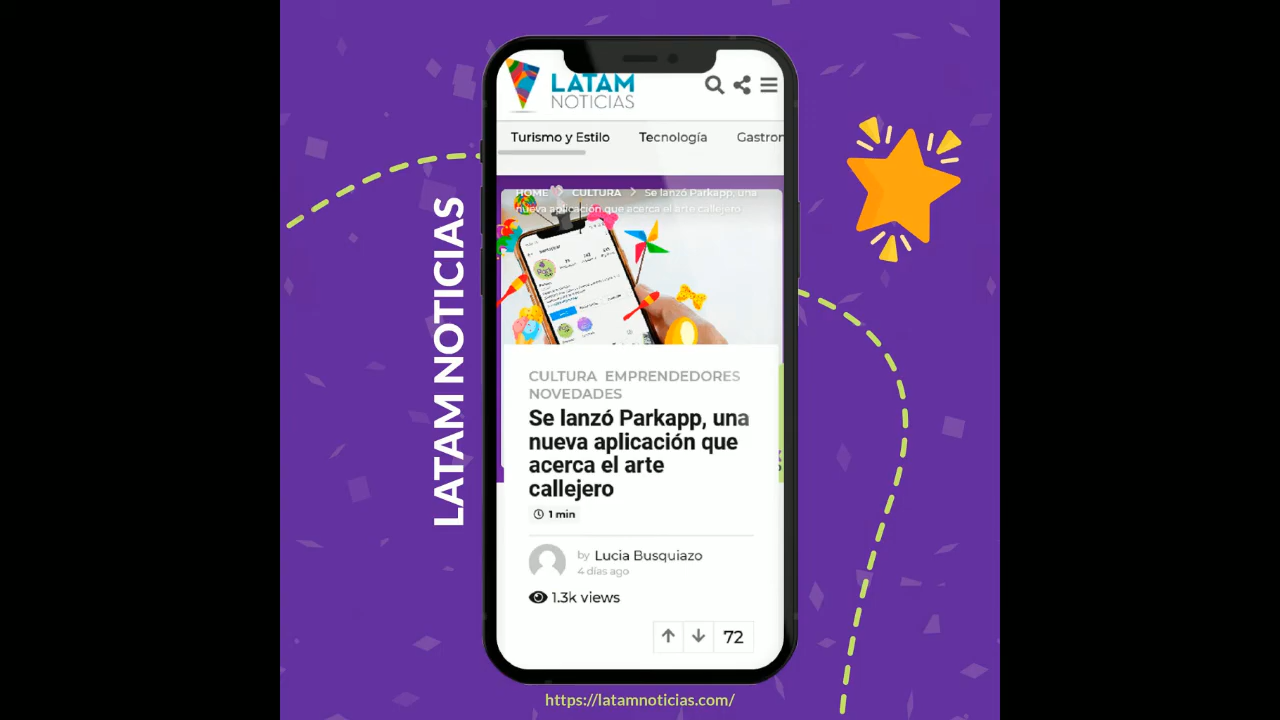 LATAM NOTICIAS
LATAM
NOTICIAS
Turismo y Estilo Tecnología Gastron
HOME > CULTURA > Se lanzó Parkapp, una
nueva aplicación que acerca el arte callejero
CULTURA EMPRENDEDORES
NOVEDADES
Se lanzó Parkapp, una
nueva aplicación que
acerca el arte
callejero
1 min
by Lucia Busquiazo
4 días ago
1.3k views
72
https://latamnoticias.com/